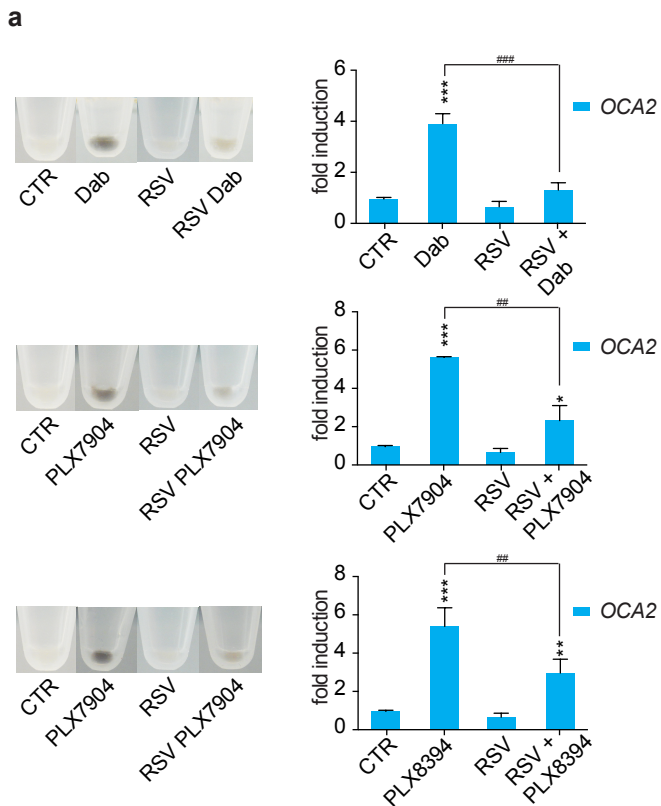 a
CTR
Dab
RSV
RSV Dab
fold induction
6
4
2
0
###
***
OCA2
CTR
Dab
RSV
RSV +
Dab
CTR
PLX7904
RSV
RSV PLX7904
fold induction
8
6
4
2
0
##
***
*
OCA2
CTR
PLX7904
RSV
RSV +
PLX7904
CTR
PLX7904
RSV
RSV PLX7904
fold induction
8
6
4
2
0
##
***
**
OCA2
CTR
PLX8394
RSV
RSV +
PLX8394